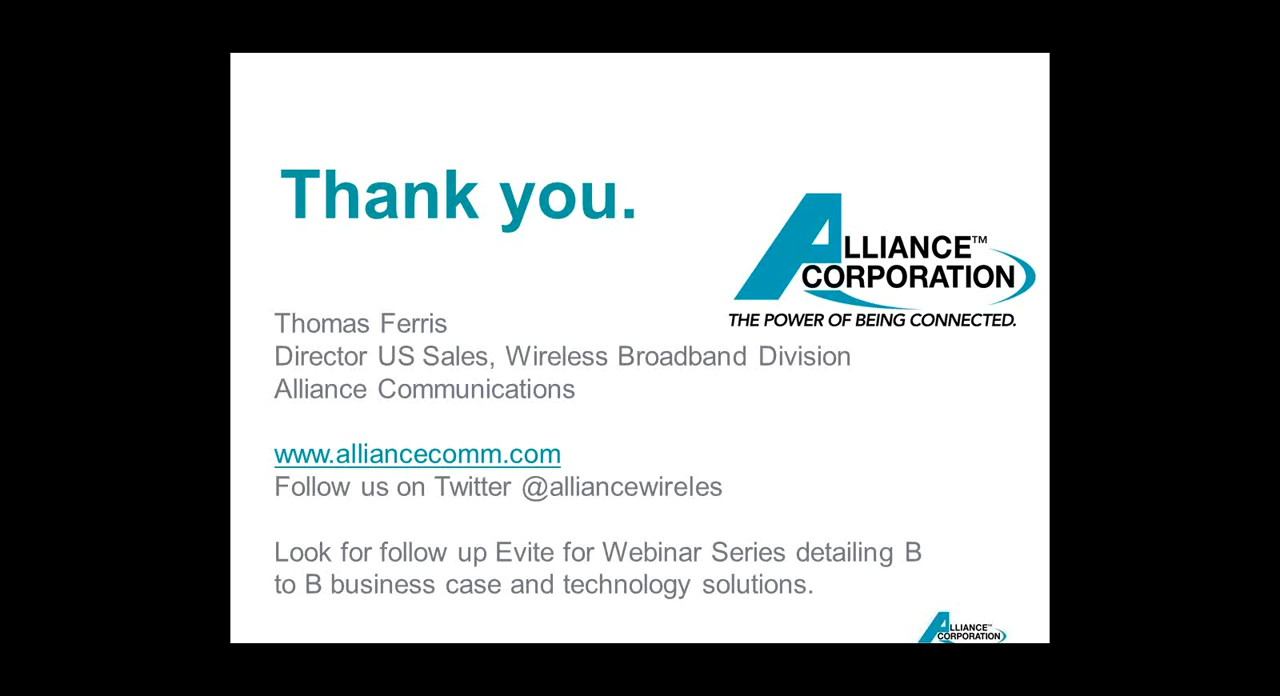 Thank you.
ALLIANCE™
CORPORATION
THE POWER OF BEING CONNECTED.
Thomas Ferris
Director US Sales, Wireless Broadband Division
Alliance Communications
www.alliancecomm.com
Follow us on Twitter @alliancewireles
Look for follow up Evite for Webinar Series detailing B
to B business case and technology solutions.
ALLIANCE™
CORPORATION